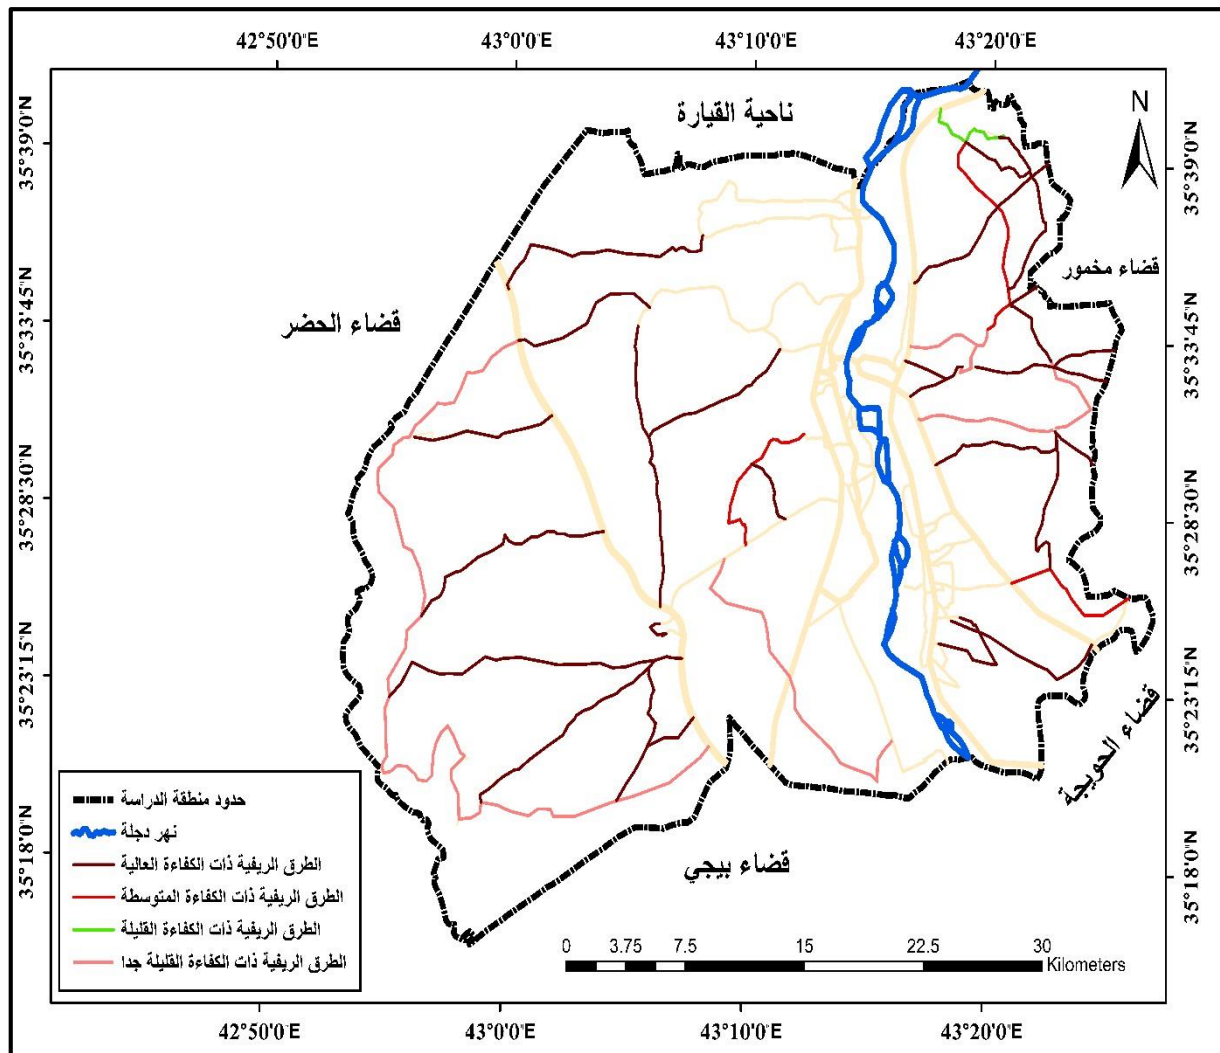 42°50'0"E 43°0'0"E 43°10'0"E 43°20'0"E
ناحية القيارة
N
35°39'0"N
35°39'0"N
قضاء مخمور
35°33'45"N
قضاء الحضر
35°33'45"N
35°28'30"N
35°28'30"N
35°23'15"N
35°23'15"N
قضاء الحويجة
حدود منطقة الدراسة
نهر دجلة
الطرق الريفية ذات الكفاءة العالية
الطرق الريفية ذات الكفاءة المتوسطة
الطرق الريفية ذات الكفاءة القليلة
الطرق الريفية ذات الكفاءة القليلة جدا
35°18'0"N
قضاء بيجي
35°18'0"N
0 3.75 7.5 15 22.5 30
Kilometers
42°50'0"E 43°0'0"E 43°10'0"E 43°20'0"E